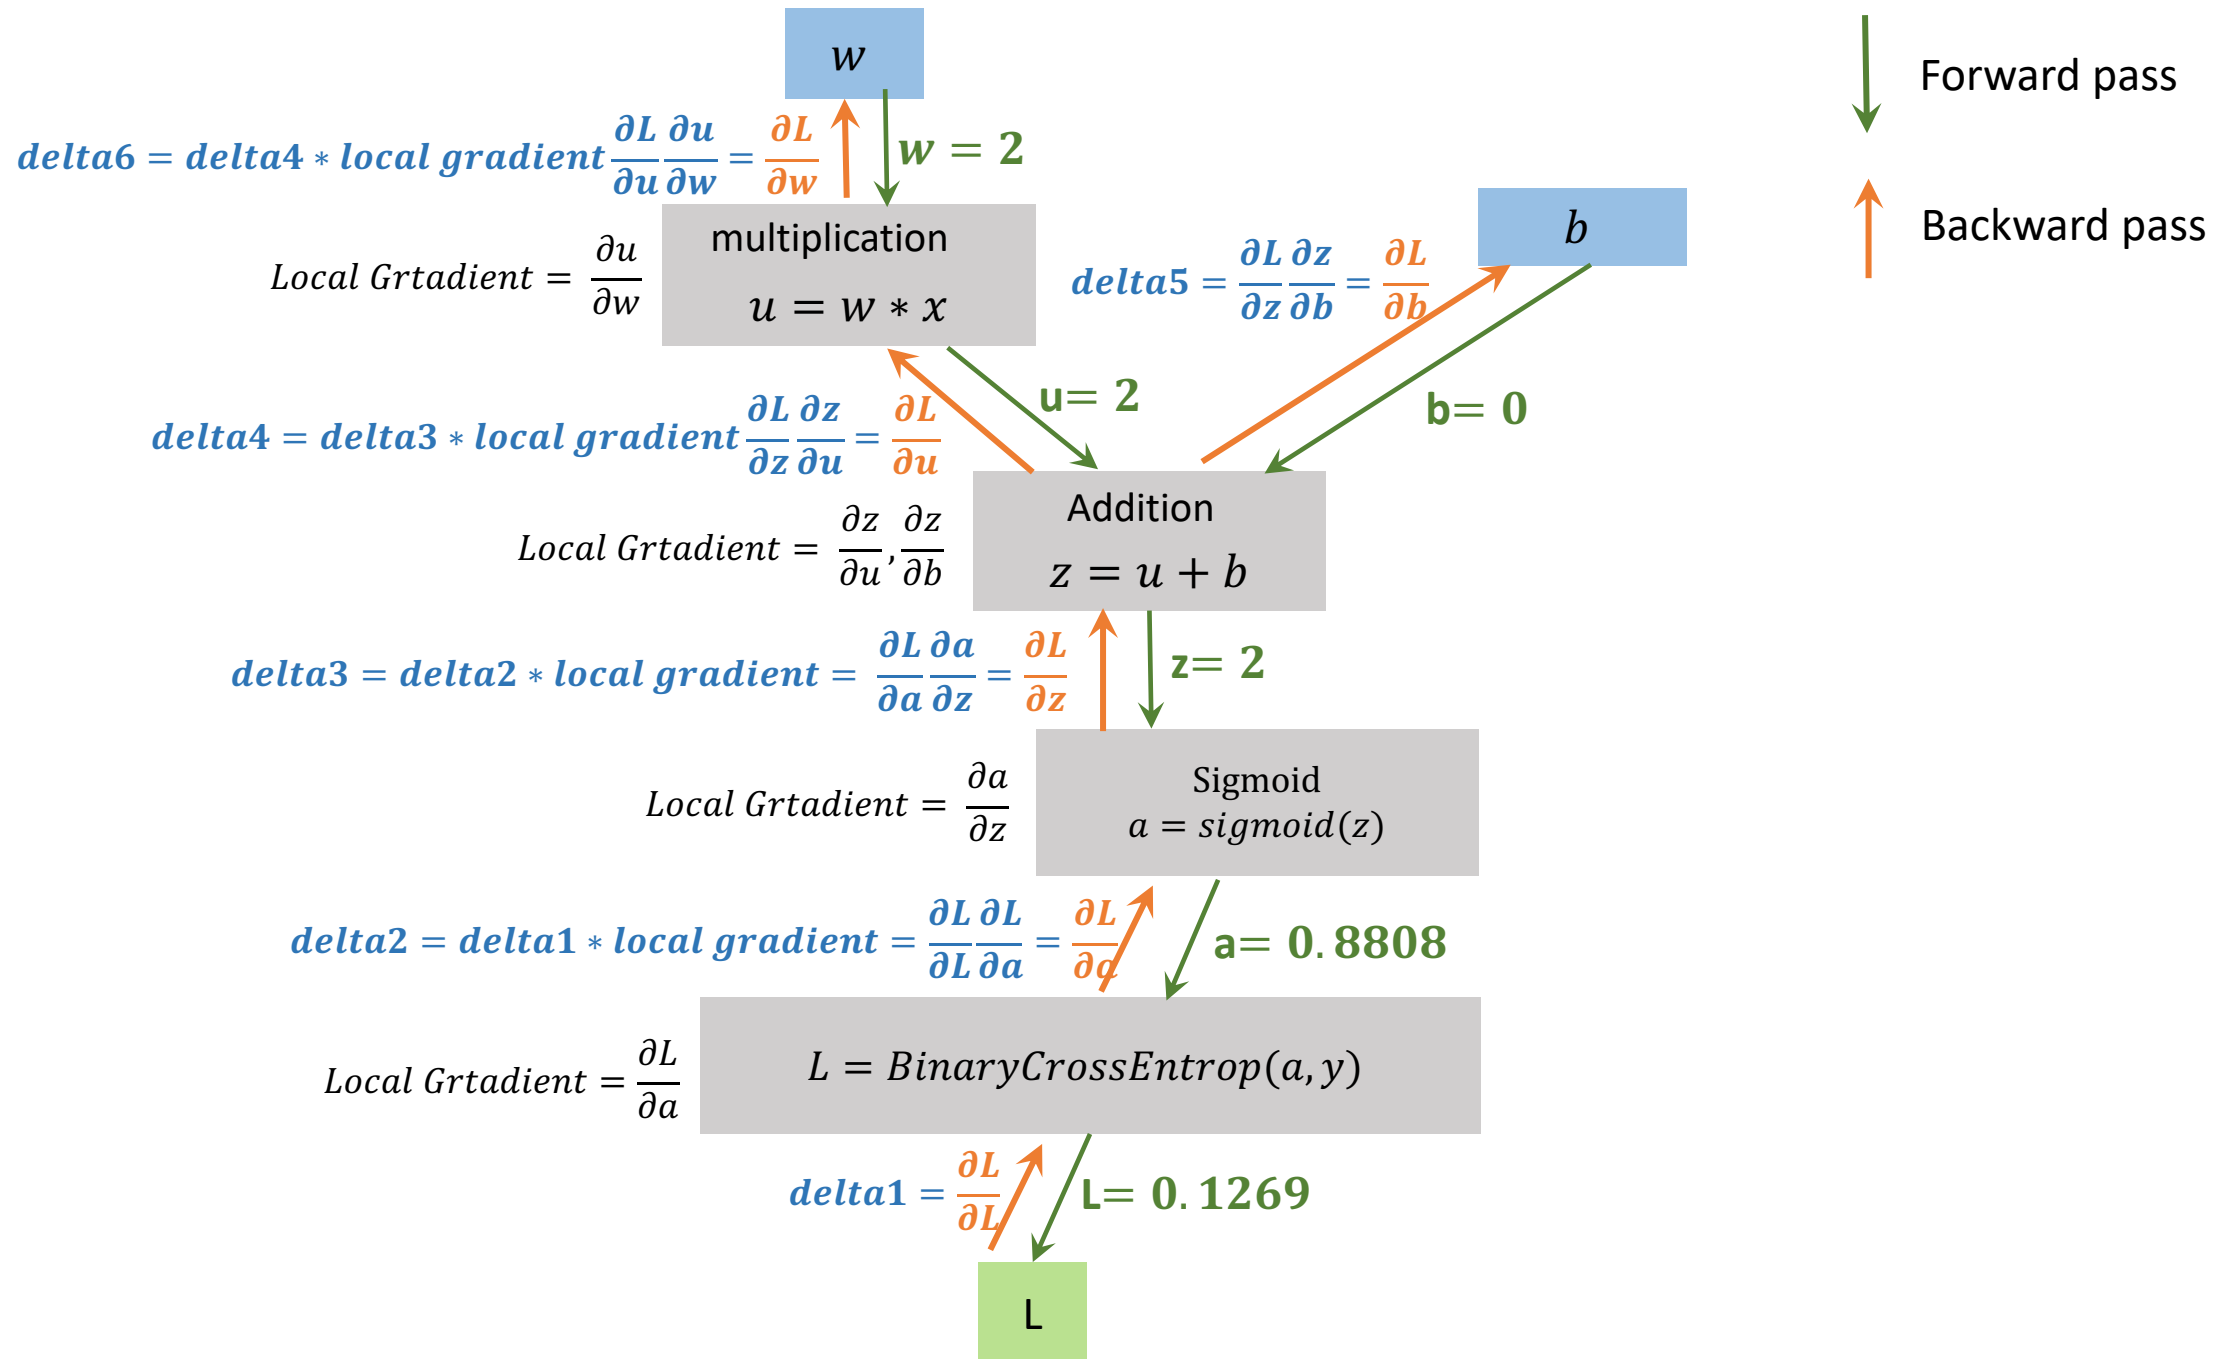 w
Forward pass
delta6 = delta4 * local gradient ∂L/∂u ∂u/∂w = ∂L/∂w
w = 2
Backward pass
b
multiplication
u = w * x
Local Grtadient = ∂u/∂w
delta5 = ∂L/∂z ∂z/∂b = ∂L/∂b
u= 2
b= 0
delta4 = delta3 * local gradient ∂L/∂z ∂z/∂u = ∂L/∂u
Addition
z = u + b
Local Grtadient = ∂z/∂u, ∂z/∂b
delta3 = delta2 * local gradient = ∂L/∂a ∂a/∂z = ∂L/∂z
z= 2
Sigmoid
a = sigmoid(z)
Local Grtadient = ∂a/∂z
delta2 = delta1 * local gradient = ∂L/∂L ∂L/∂a = ∂L/∂a
a= 0.8808
L = BinaryCrossEntrop(a, y)
Local Grtadient = ∂L/∂a
delta1 = ∂L/∂L
L= 0.1269
L